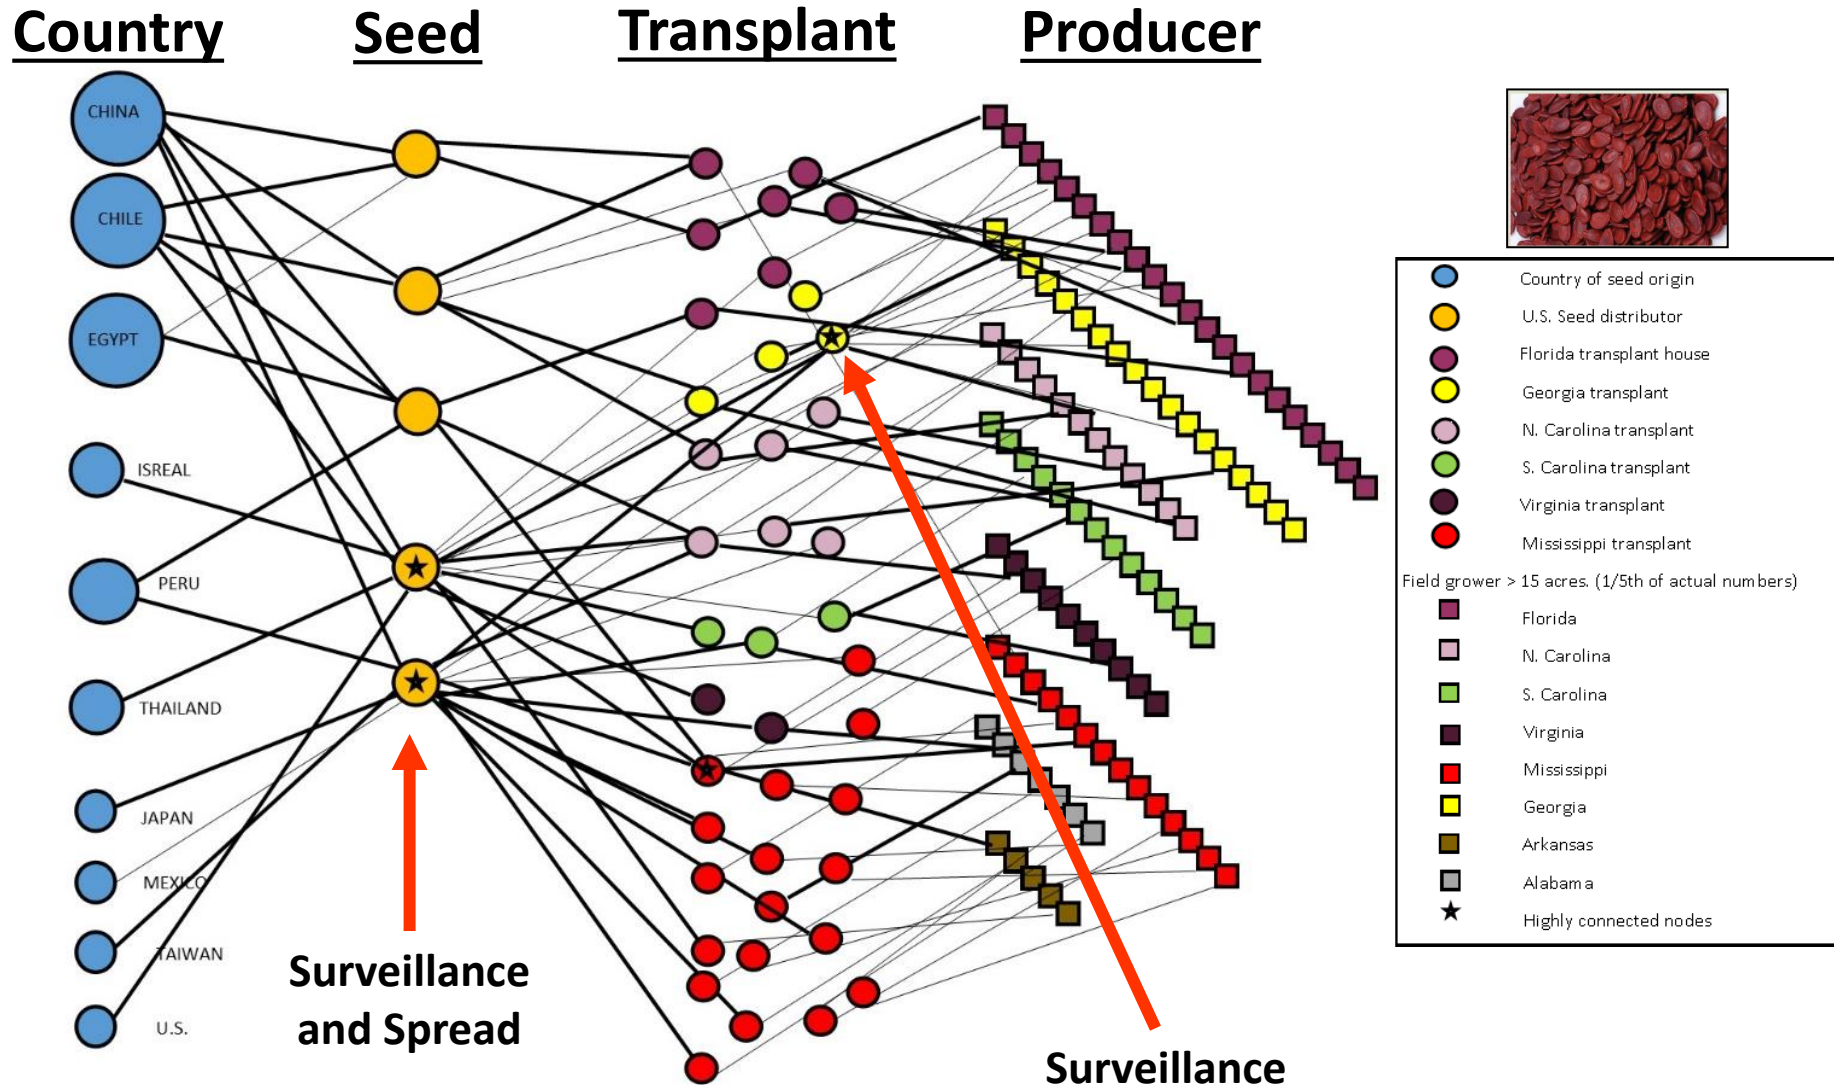 Country
Seed
Transplant
Producer
CHINA
CHILE
EGYPT
ISREAL
PERU
THAILAND
JAPAN
MEXICO
TAIWAN
U.S.
Surveillance
and Spread
Surveillance
Country of seed origin
U.S. Seed distributor
Florida transplant house
Georgia transplant
N. Carolina transplant
S. Carolina transplant
Virginia transplant
Mississippi transplant
Field grower > 15 acres. (1/5th of actual numbers)
Florida
N. Carolina
S. Carolina
Virginia
Mississippi
Georgia
Arkansas
Alabama
Highly connected nodes